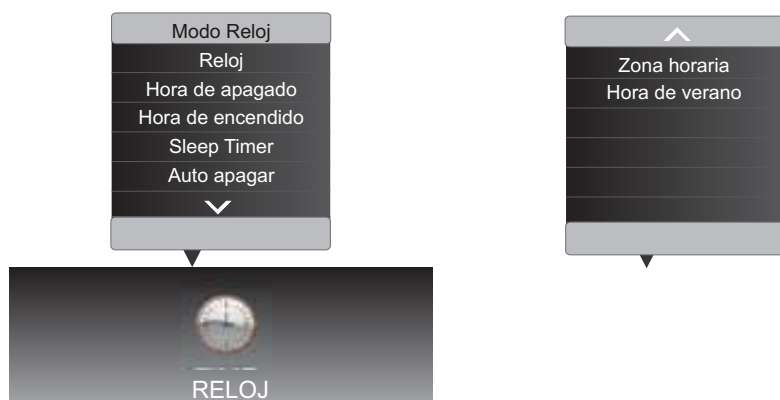 Modo Reloj
Reloj
Hora de apagado
Hora de encendido
Sleep Timer
Auto apagar
RELOJ
Zona horaria
Hora de verano